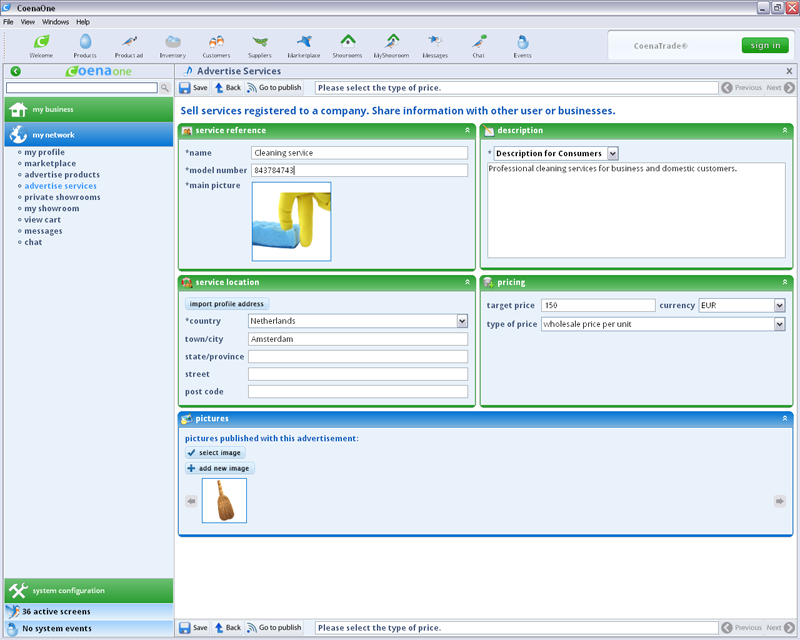 CoenaOne
File View Windows Help
Welcome Products Product ad Inventory Customers Suppliers Marketplace Showrooms MyShowroom Messages Chat Events
CoenaTrade®
sign in
Coenaone
Advertise Services
Save Back Go to publish Please select the type of price. Previous Next
my business
my network
my profile
marketplace
advertise products
advertise services
private showrooms
my showroom
view cart
messages
chat
system configuration
36 active screens
No system events
Sell services registered to a company. Share information with other user or businesses.
service reference
*name Cleaning service
*model number 843784743
*main picture
description
* Description for Consumers
Professional cleaning services for business and domestic customers.
service location
import profile address
*country Netherlands
town/city Amsterdam
state/province
street
post code
pricing
target price 150 currency EUR
type of price wholesale price per unit
pictures
pictures published with this advertisement:
select image
add new image
Save Back Go to publish Please select the type of price. Previous Next